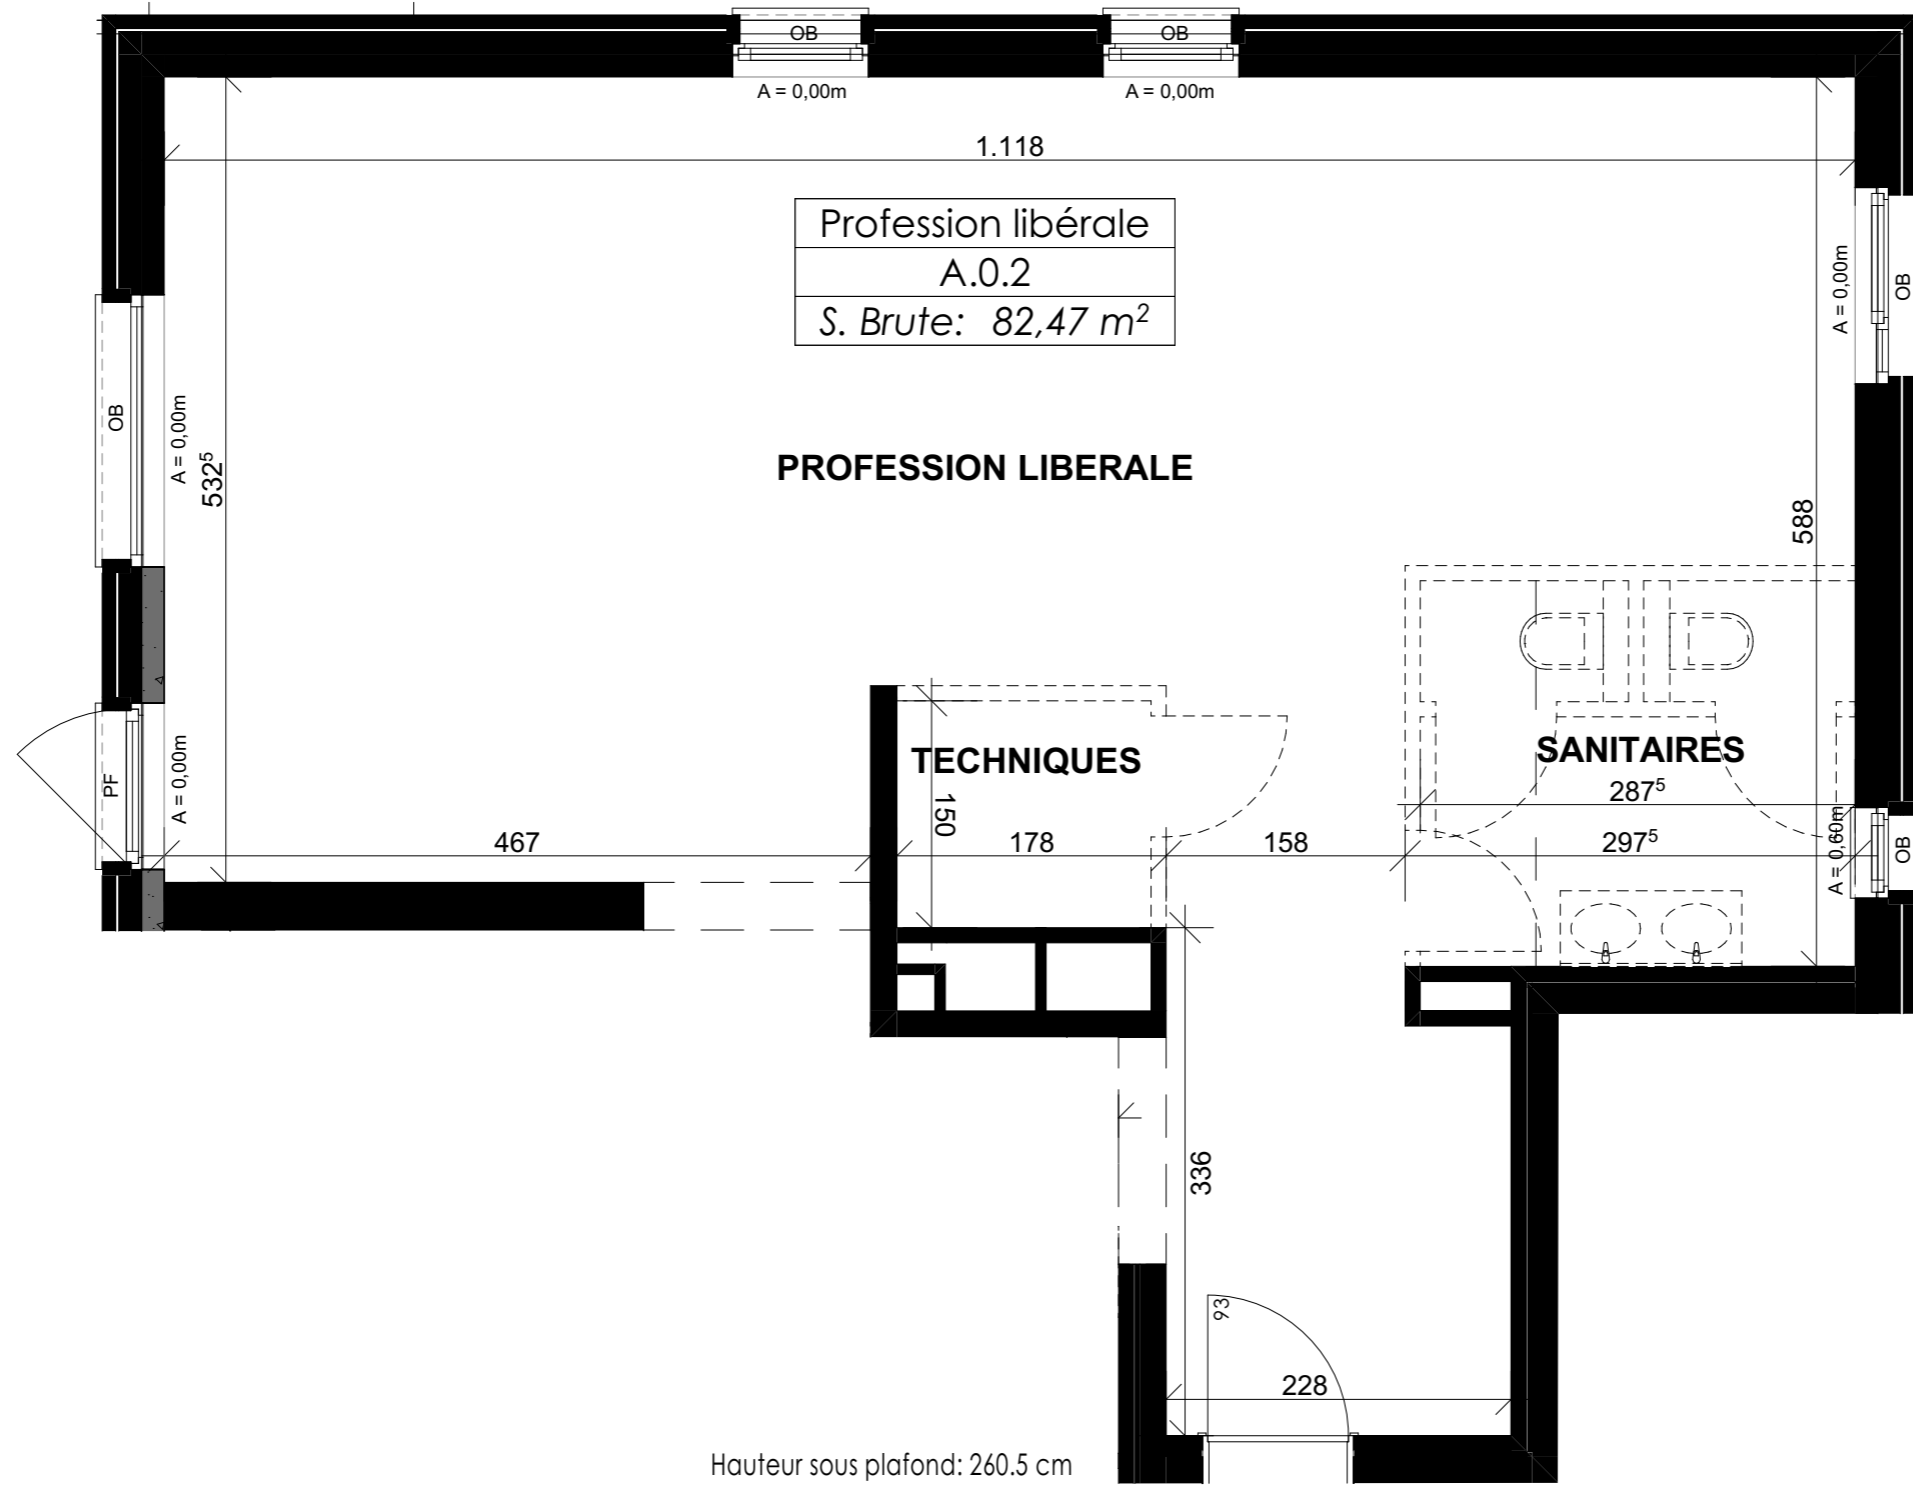 OB
OB
A = 0,00m
A = 0,00m
1.118
Profession libérale
A.0.2
S. Brute: 82,47 m²
A = 0,00m
OB
OB
A = 0,00m
532⁵
PROFESSION LIBERALE
588
TECHNIQUES
SANITAIRES
PF
A = 0,00m
150
287⁵
467
178
158
297⁵
A = 0,60m
OB
336
93
228
Hauteur sous plafond: 260.5 cm